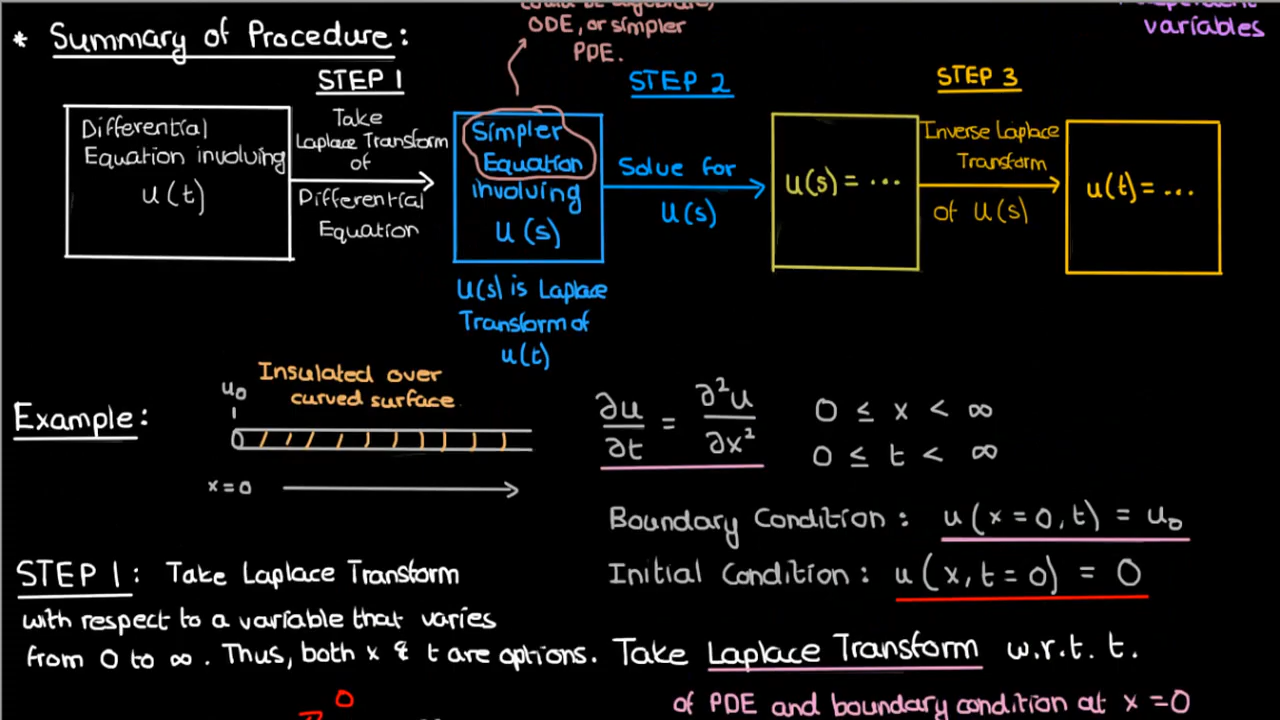 ODE, or simpler
PDE.
variables
* Summary of Procedure:
STEP 1
STEP 2
STEP 3
Differential
Equation involving
u(t)
Take
Laplace Transform
of
Differential
Equation
Simpler
Equation
involving
U(s)
U(s) is Laplace
Transform of
u(t)
Solve for
U(s)
U(s) = ...
Inverse Laplace
Transform
of U(s)
u(t) = ...
Example:
u₀
Insulated over
curved surface
x=0
∂u/∂t = ∂²u/∂x²
0 ≤ x < ∞
0 ≤ t < ∞
Boundary Condition: u(x=0,t) = u₀
Initial Condition: u(x,t=0) = 0
STEP 1: Take Laplace Transform
with respect to a variable that varies
from 0 to ∞. Thus, both x & t are options.
Take Laplace Transform w.r.t. t.
of PDE and boundary condition at x=0
0